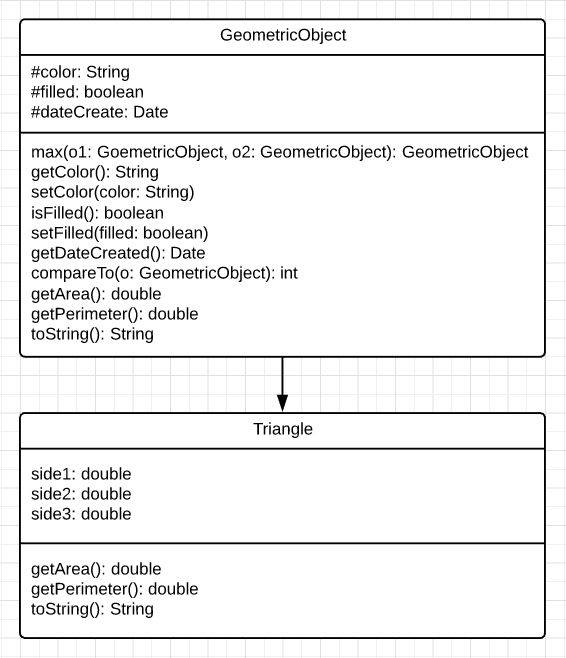 GeometricObject
#color: String
#filled: boolean
#dateCreate: Date
max(o1: GoemetricObject, o2: GeometricObject): GeometricObject
getColor(): String
setColor(color: String)
isFilled(): boolean
setFilled(filled: boolean)
getDateCreated(): Date
compareTo(o: GeometricObject): int
getArea(): double
getPerimeter(): double
toString(): String
Triangle
side1: double
side2: double
side3: double
getArea(): double
getPerimeter(): double
toString(): String